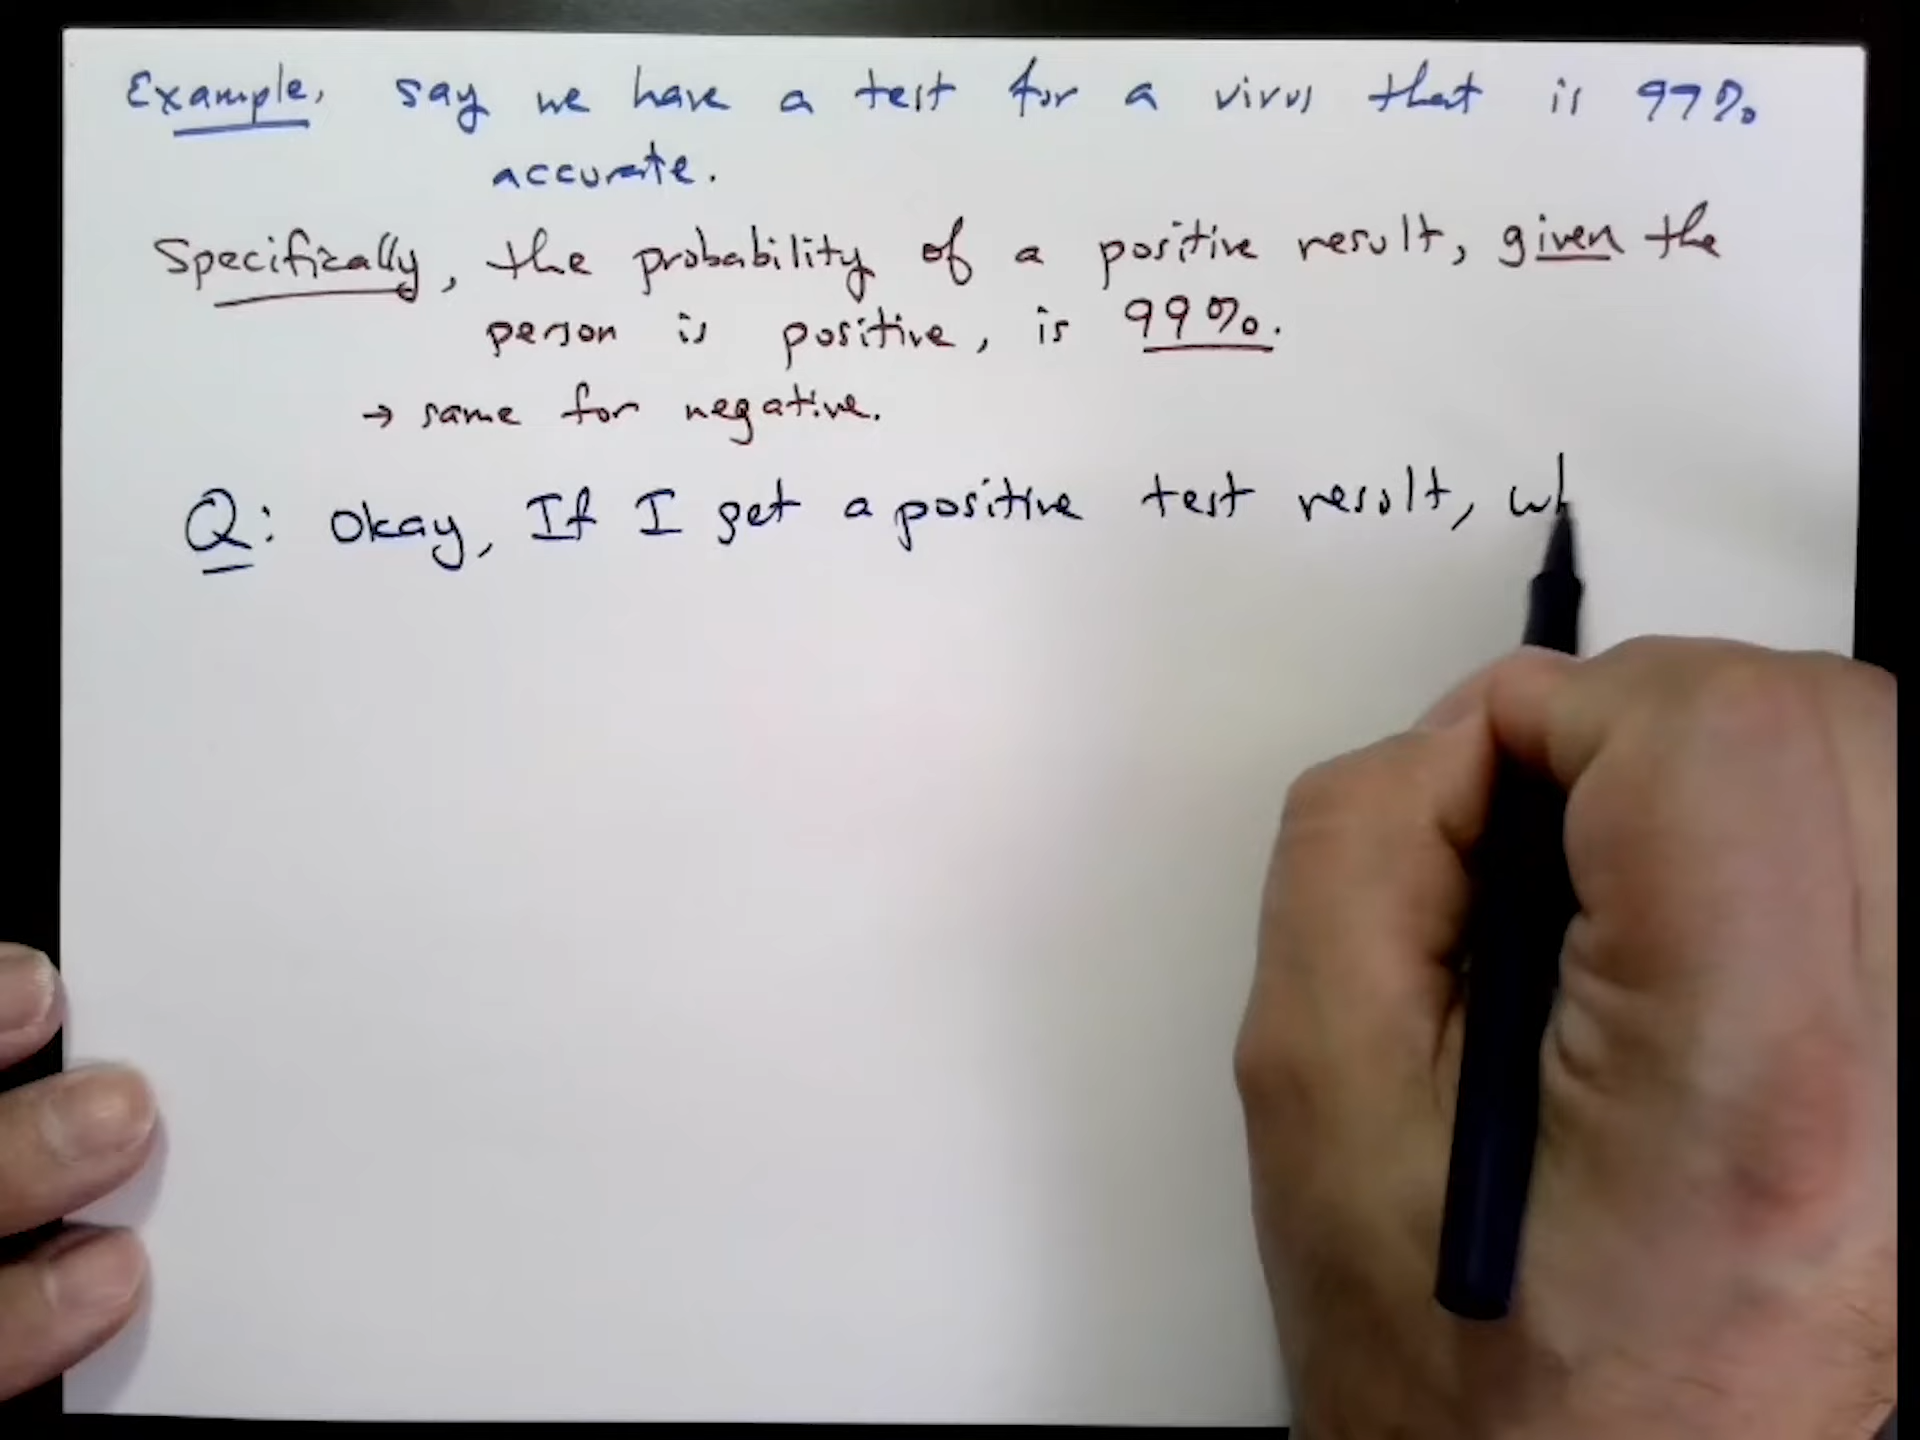 Example, say we have a test for a virus that is 99%
accurate.
Specifically, the probability of a positive result, given the
person is positive, is 99%.
→ same for negative.
Q: Okay, If I get a positive test result, wh